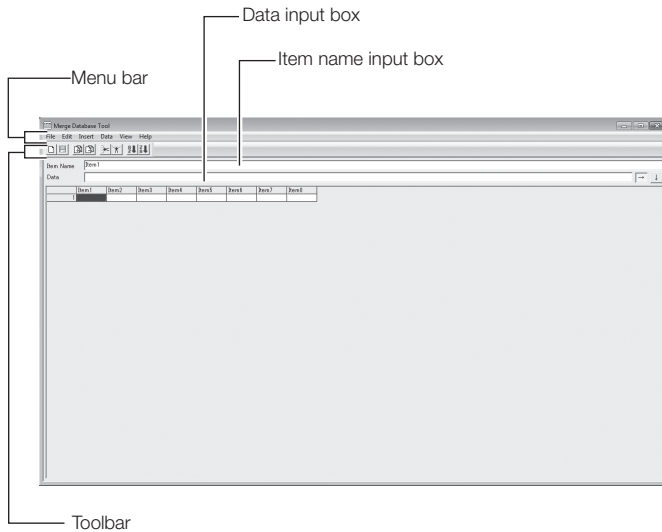 Data input box
Item name input box
Menu bar
Merge Database Tool
File Edit Insert Data View Help
Item Name Item1
Data
Item1 Item2 Item3 Item4 Item5 Item6 Item7 Item8
1
Toolbar